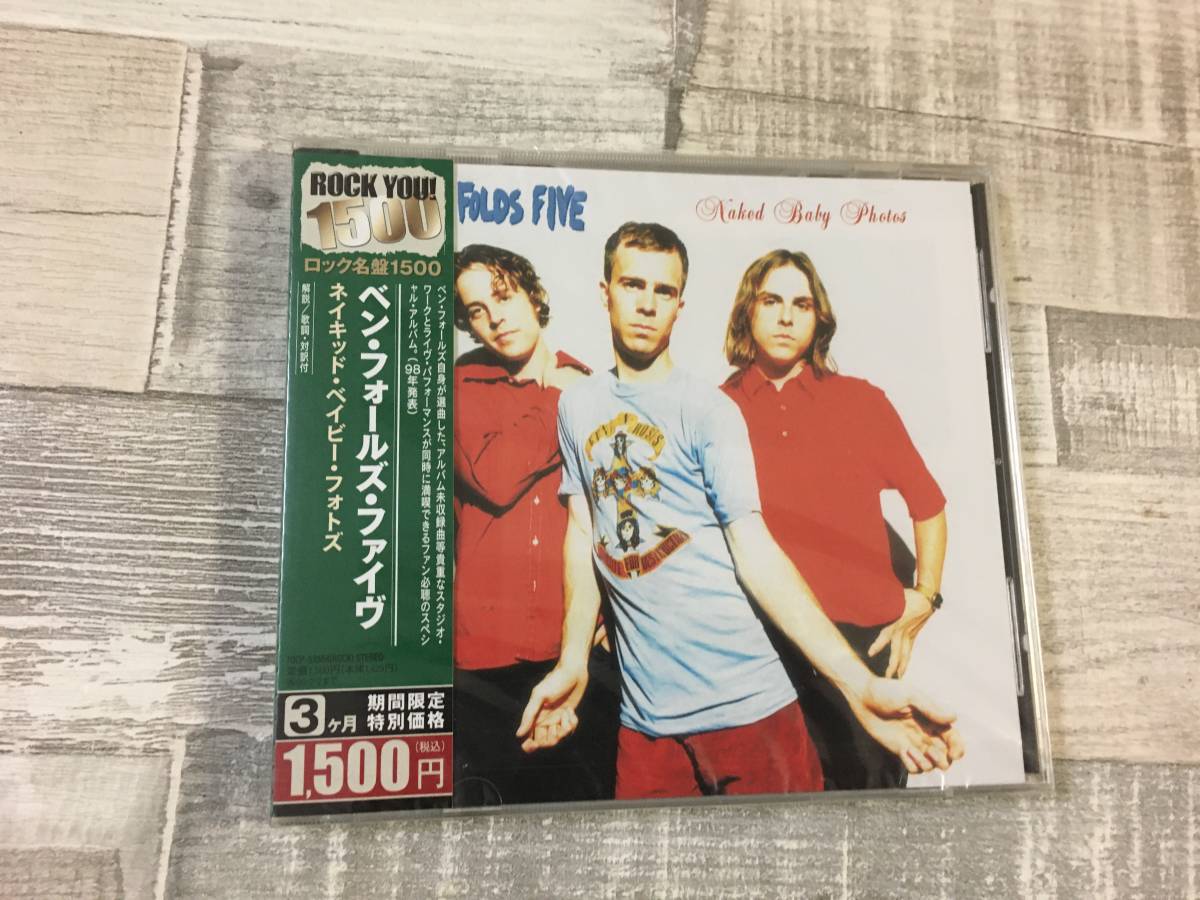 ROCK YOU!
1500
ロック名盤1500
解説/歌詞・対訳付
ベン・フォールズ・ファイヴ
ネイキッド・ベイビー・フォトズ
ベン・フォールズ自身が選曲した、アルバム未収録曲等貴重なスタジオ・
ワークとライヴ・パフォーマンスが同時に満喫できるファン必聴のスペシ
ャル・アルバム。(98年発表)
STEREO
3ヶ月
期間限定
特別価格
(税込)
1,500円
FOLDS FIVE
Naked Baby Photos
ROSES